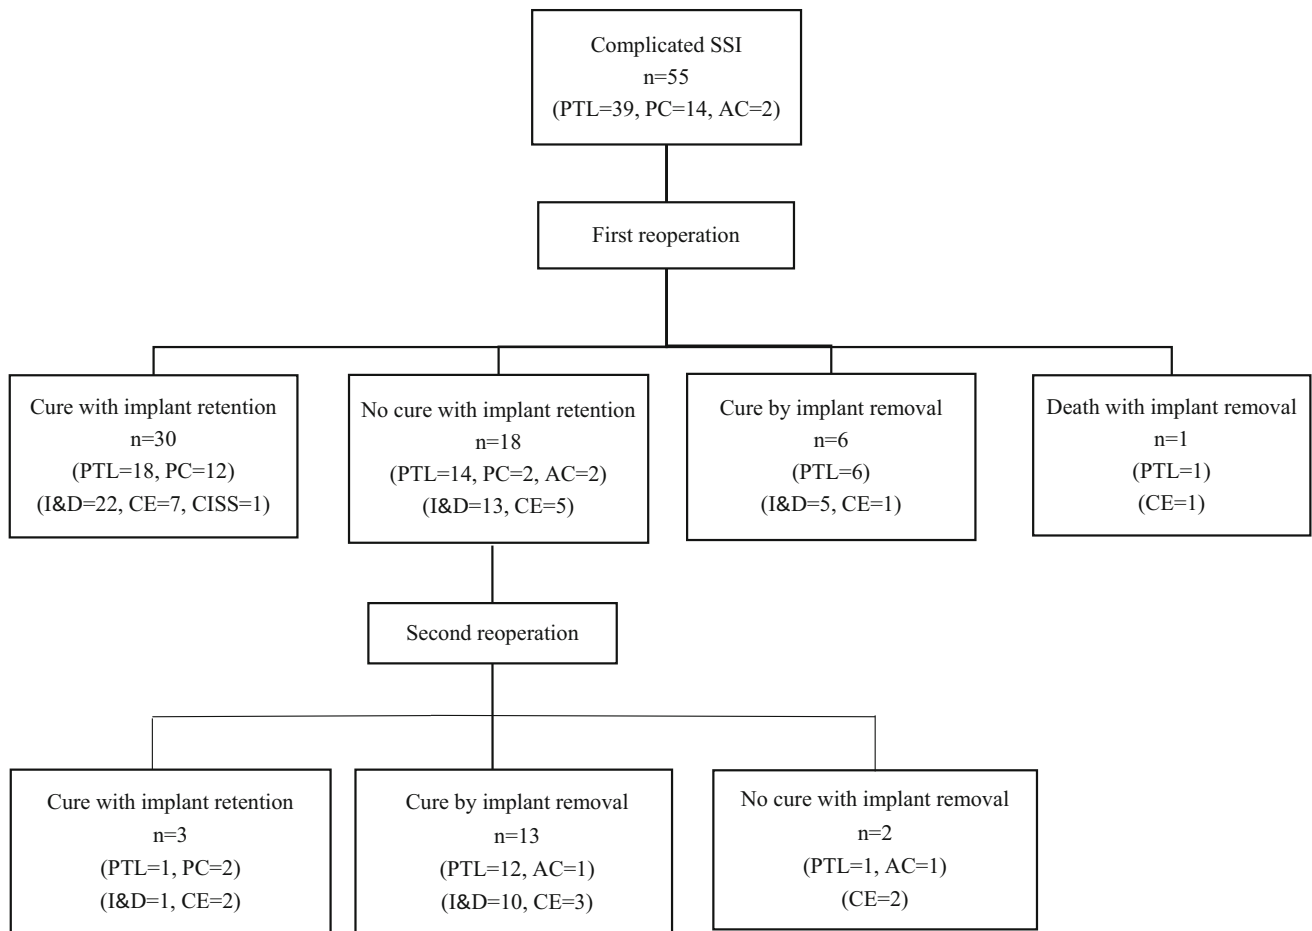 Complicated SSI
n=55
(PTL=39, PC=14, AC=2)
First reoperation
Cure with implant retention
n=30
(PTL=18, PC=12)
(I&D=22, CE=7, CISS=1)
No cure with implant retention
n=18
(PTL=14, PC=2, AC=2)
(I&D=13, CE=5)
Cure by implant removal
n=6
(PTL=6)
(I&D=5, CE=1)
Death with implant removal
n=1
(PTL=1)
(CE=1)
Second reoperation
Cure with implant retention
n=3
(PTL=1, PC=2)
(I&D=1, CE=2)
Cure by implant removal
n=13
(PTL=12, AC=1)
(I&D=10, CE=3)
No cure with implant removal
n=2
(PTL=1, AC=1)
(CE=2)